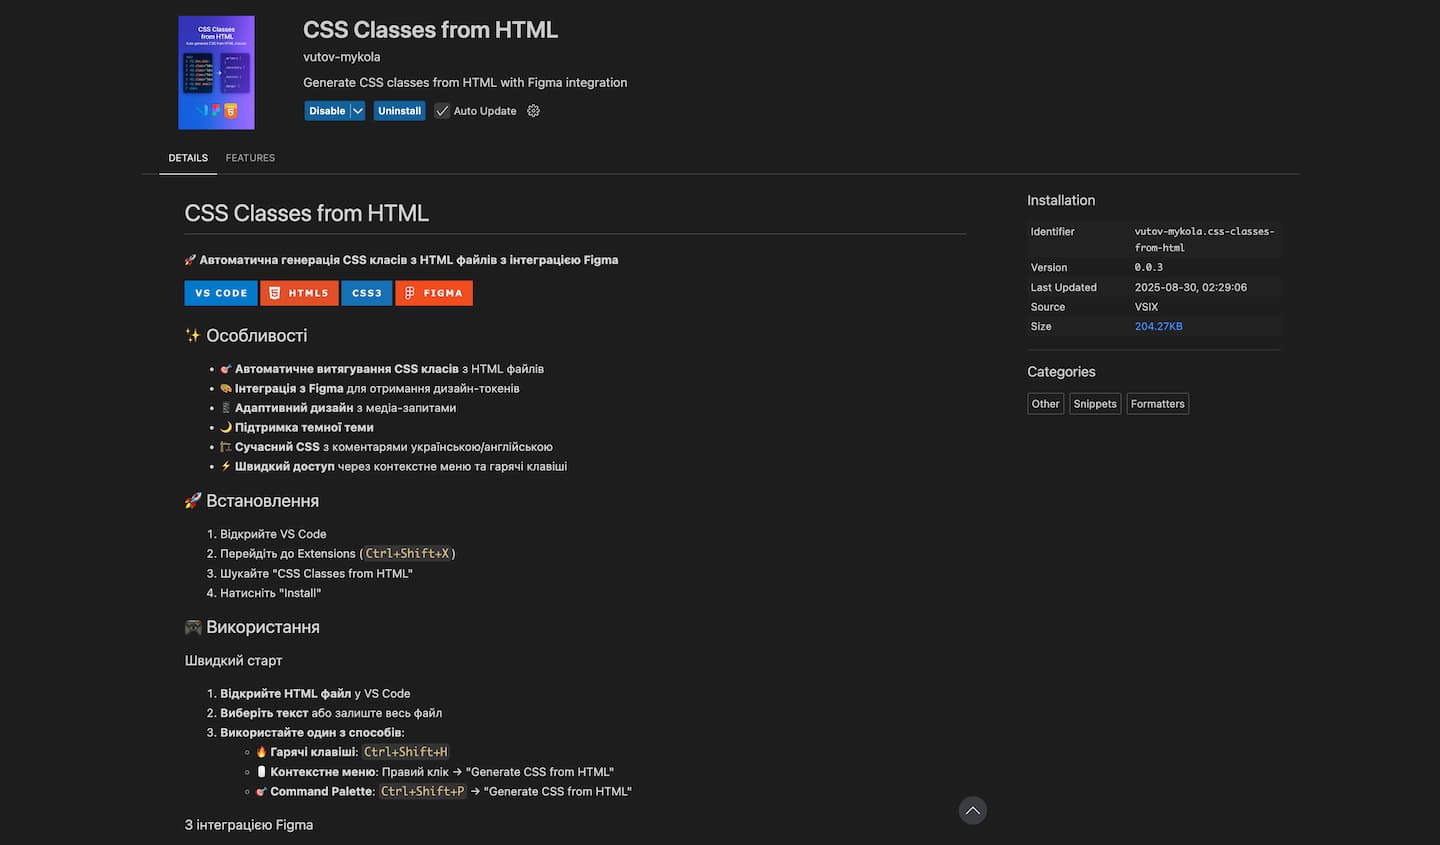 CSS Classes
from HTML
CSS Classes from HTML
vutov-mykola
Generate CSS classes from HTML with Figma integration
Disable
Uninstall
Auto Update
DETAILS
FEATURES
CSS Classes from HTML
🚀 Автоматична генерація CSS класів з HTML файлів з інтеграцією Figma
VS CODE
HTML5
CSS3
FIGMA
✨ Особливості
• 🎯 Автоматичне витягування CSS класів з HTML файлів
• 🎨 Інтеграція з Figma для отримання дизайн-токенів
• 📱 Адаптивний дизайн з медіа-запитами
• 🌙 Підтримка темної теми
• 🏗️ Сучасний CSS з коментарями українською/англійською
• ⚡ Швидкий доступ через контекстне меню та гарячі клавіші
🚀 Встановлення
1. Відкрийте VS Code
2. Перейдіть до Extensions (Ctrl+Shift+X)
3. Шукайте "CSS Classes from HTML"
4. Натисніть "Install"
🎮 Використання
Швидкий старт
1. Відкрийте HTML файл у VS Code
2. Виберіть текст або залиште весь файл
3. Використайте один з способів:
◦ 🔥 Гарячі клавіші: Ctrl+Shift+H
◦ 🖱️ Контекстне меню: Правий клік → "Generate CSS from HTML"
◦ 🎯 Command Palette: Ctrl+Shift+P → "Generate CSS from HTML"
З інтеграцією Figma
Installation
Identifier vutov-mykola.css-classes-
from-html
Version 0.0.3
Last Updated 2025-08-30, 02:29:06
Source VSIX
Size 204.27KB
Categories
Other
Snippets
Formatters